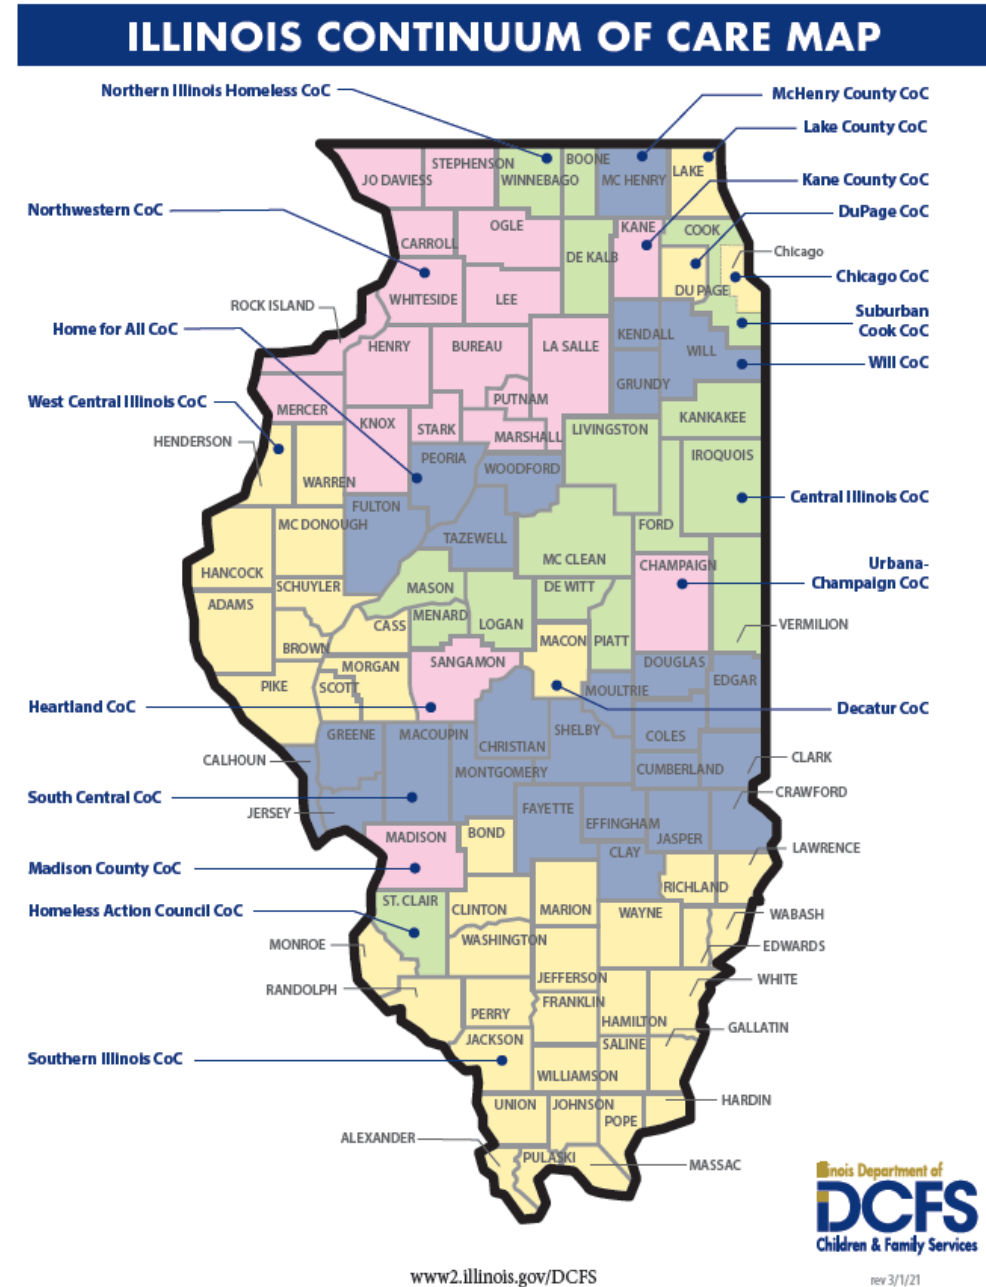 ILLINOIS CONTINUUM OF CARE MAP
Northern Illinois Homeless CoC
McHenry County CoC
Lake County CoC
Kane County CoC
DuPage CoC
Chicago
Chicago CoC
Suburban
Cook CoC
Will CoC
Northwestern CoC
ROCK ISLAND
Home for All CoC
West Central Illinois CoC
HENDERSON
Central Illinois CoC
Urbana-
Champaign CoC
VERMILION
Heartland CoC
Decatur CoC
CALHOUN
CLARK
South Central CoC
CRAWFORD
JERSEY
LAWRENCE
Madison County CoC
Homeless Action Council CoC
WABASH
MONROE
EDWARDS
RANDOLPH
WHITE
GALLATIN
Southern Illinois CoC
HARDIN
ALEXANDER
MASSAC
JO DAVIESS
STEPHENSON
WINNEBAGO
BOONE
MC HENRY
LAKE
CARROLL
OGLE
DE KALB
KANE
COOK
DU PAGE
WHITESIDE
LEE
HENRY
BUREAU
LA SALLE
KENDALL
WILL
GRUNDY
PUTNAM
MERCER
KNOX
STARK
MARSHALL
LIVINGSTON
KANKAKEE
WARREN
PEORIA
WOODFORD
IROQUOIS
FULTON
MC DONOUGH
TAZEWELL
FORD
HANCOCK
MC CLEAN
CHAMPAIGN
SCHUYLER
MASON
DE WITT
ADAMS
MENARD
LOGAN
CASS
MACON
PIATT
BROWN
MORGAN
SANGAMON
DOUGLAS
EDGAR
PIKE
SCOTT
MOULTRIE
GREENE
MACOUPIN
CHRISTIAN
SHELBY
COLES
MONTGOMERY
CUMBERLAND
FAYETTE
EFFINGHAM
JASPER
MADISON
BOND
CLAY
RICHLAND
ST. CLAIR
CLINTON
MARION
WAYNE
WASHINGTON
JEFFERSON
PERRY
FRANKLIN
HAMILTON
JACKSON
SALINE
WILLIAMSON
UNION
JOHNSON
POPE
PULASKI
Illinois Department of
DCFS
Children & Family Services
www2.illinois.gov/DCFS
rev 3/1/21